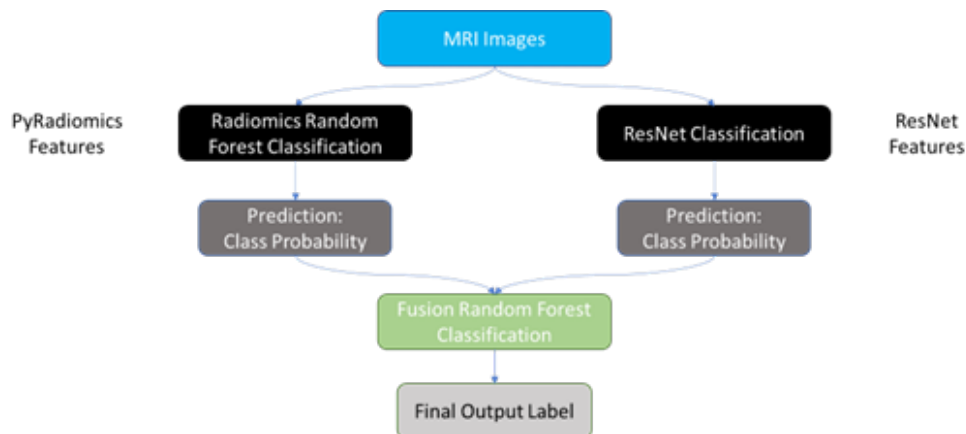 MRI Images
PyRadiomics
Features
Radiomics Random
Forest Classification
ResNet Classification
ResNet
Features
Prediction:
Class Probability
Prediction:
Class Probability
Fusion Random Forest
Classification
Final Output Label